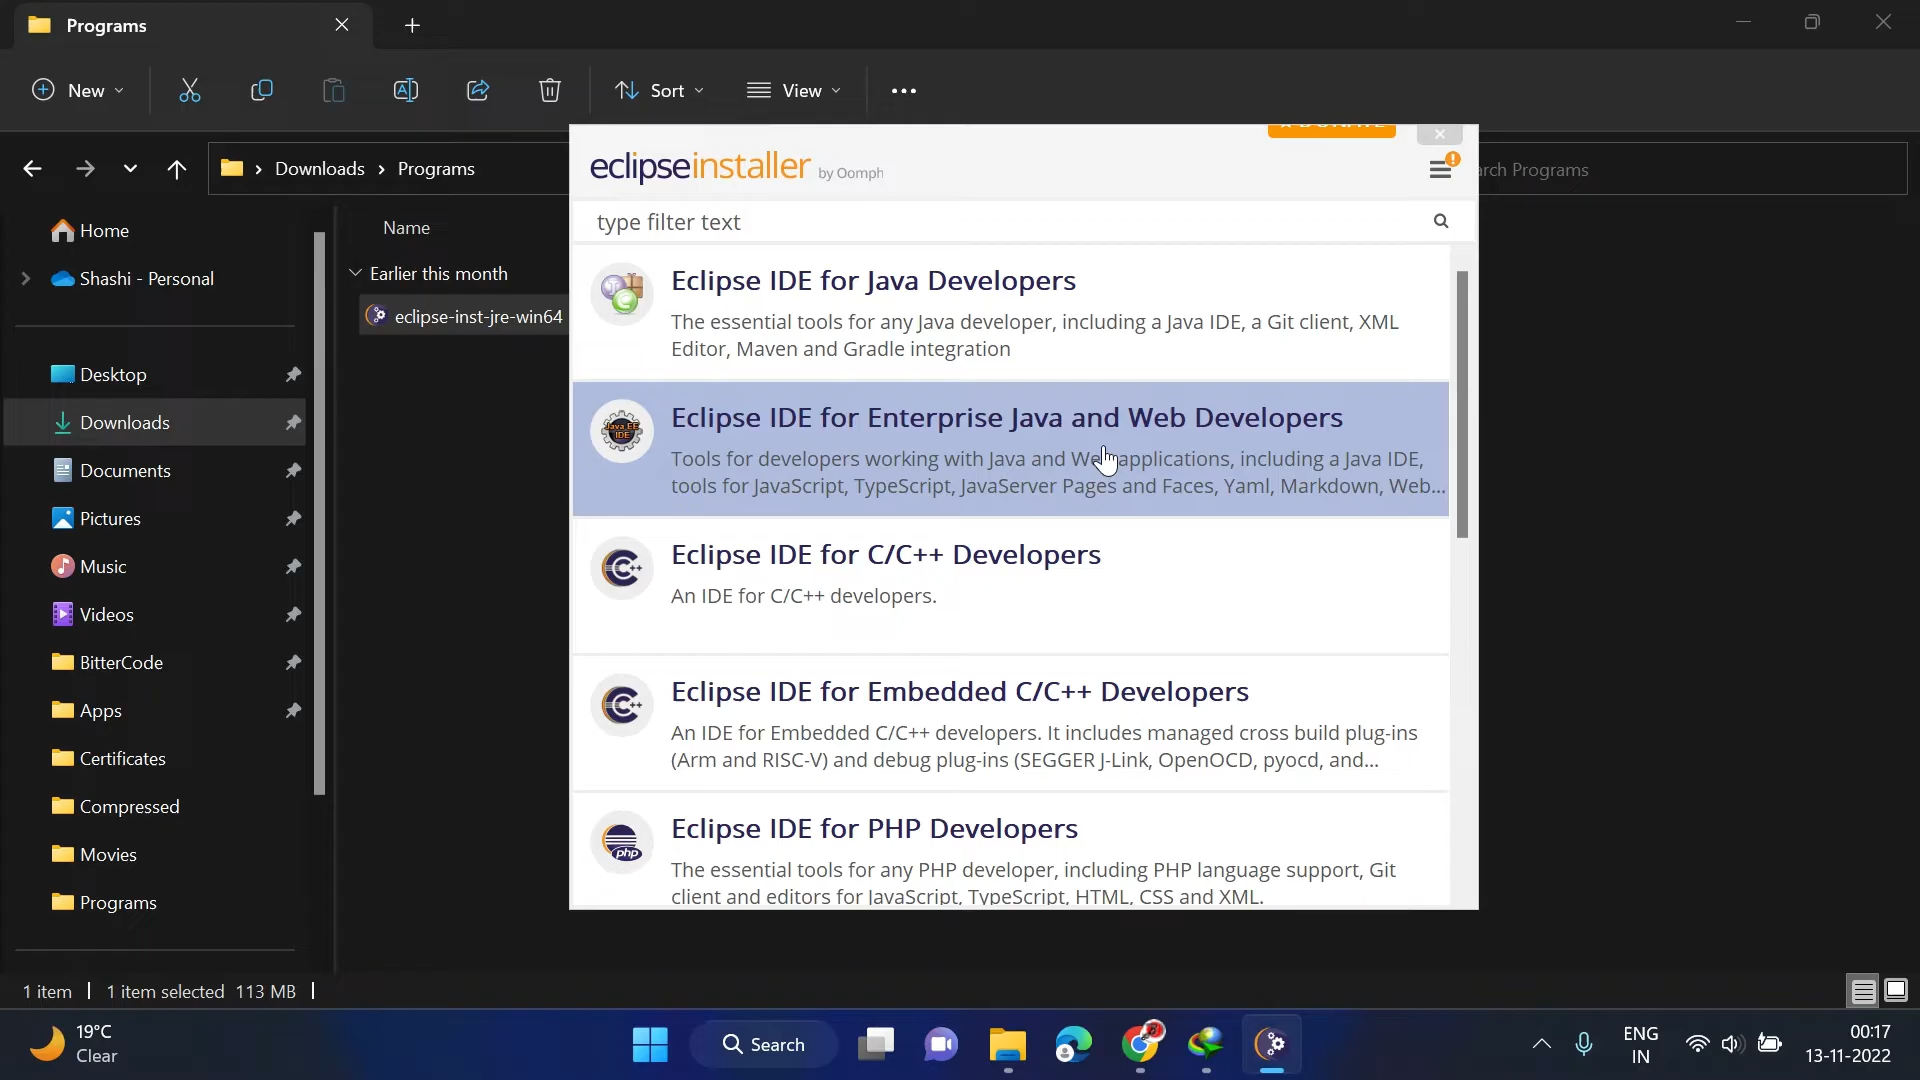 Programs
New
Sort
View
Downloads
Programs
rch Programs
Home
Shashi - Personal
Desktop
Downloads
Documents
Pictures
Music
Videos
BitterCode
Apps
Certificates
Compressed
Movies
Programs
Name
Earlier this month
eclipse-inst-jre-win64
DONATE
eclipseinstaller by Oomph
type filter text
Eclipse IDE for Java Developers
The essential tools for any Java developer, including a Java IDE, a Git client, XML
Editor, Maven and Gradle integration
Java EE
IDE
Eclipse IDE for Enterprise Java and Web Developers
Tools for developers working with Java and Web applications, including a Java IDE,
tools for JavaScript, TypeScript, JavaServer Pages and Faces, Yaml, Markdown, Web...
C++
Eclipse IDE for C/C++ Developers
An IDE for C/C++ developers.
C++
Eclipse IDE for Embedded C/C++ Developers
An IDE for Embedded C/C++ developers. It includes managed cross build plug-ins
(Arm and RISC-V) and debug plug-ins (SEGGER J-Link, OpenOCD, pyocd, and...
php
Eclipse IDE for PHP Developers
The essential tools for any PHP developer, including PHP language support, Git
client and editors for JavaScript, TypeScript, HTML, CSS and XML.
1 item
1 item selected 113 MB
19°C
Clear
Search
ENG
IN
00:17
13-11-2022